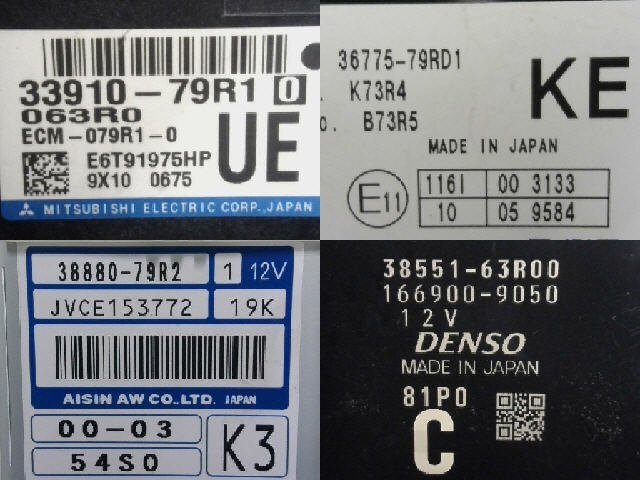 33910-79R1 0
063R0
ECM-079R1-0
E6T91975HP
9X10 0675
UE
MITSUBISHI ELECTRIC CORP.,JAPAN
36775-79RD1
K73R4
B73R5
KE
MADE IN JAPAN
E11
116I 00 3133
10 05 9584
38880-79R2 1 12V
JVCE153772 19K
AISIN AW CO.,LTD. JAPAN
00-03
54S0
K3
38551-63R00
166900-9050
12V
DENSO
MADE IN JAPAN
81P0
C